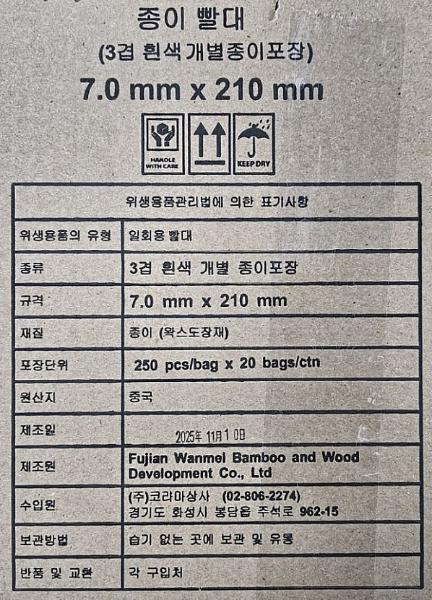 종이 빨대
(3겹 흰색 개별종이포장)
7.0 mm x 210 mm
HANDLE WITH CARE
KEEP DRY
위생용품관리법에 의한 표기사항
위생용품의 유형 일회용 빨대
종류 3겹 흰색 개별 종이포장
규격 7.0 mm x 210 mm
재질 종이 (왁스도장재)
포장단위 250 pcs/bag x 20 bags/ctn
원산지 중국
제조일 2025年 11月10日
제조원 Fujian Wanmei Bamboo and Wood
Development Co., Ltd
수입원 (주)코라마상사 (02-806-2274)
경기도 화성시 봉담읍 주석로 962-15
보관방법 습기 없는 곳에 보관 및 유통
반품 및 교환 각 구입처